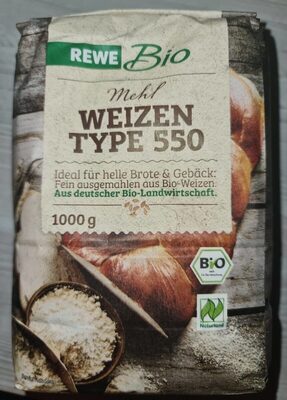 REWE Bio
Mehl
WEIZEN
TYPE 550
Ideal für helle Brote & Gebäck:
Fein ausgemahlen aus Bio-Weizen.
Aus deutscher Bio-Landwirtschaft.
1000 g
BiO
Naturland